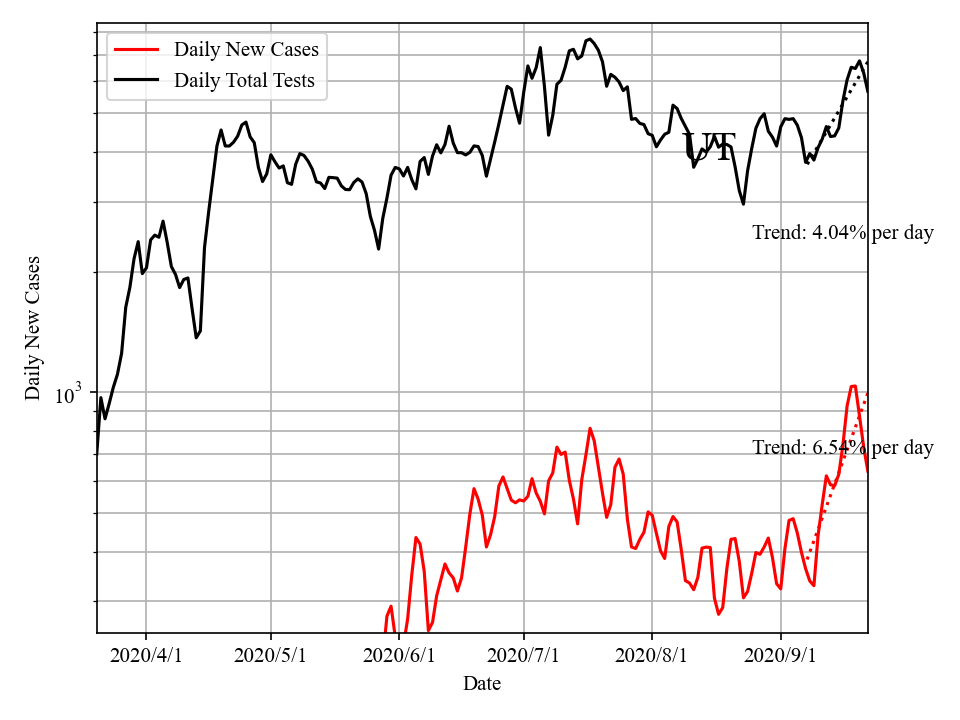 Daily New Cases
Daily Total Tests
UT
Trend: 4.04% per day
Daily New Cases
10^3
Trend: 6.54% per day
2020/4/1 2020/5/1 2020/6/1 2020/7/1 2020/8/1 2020/9/1
Date